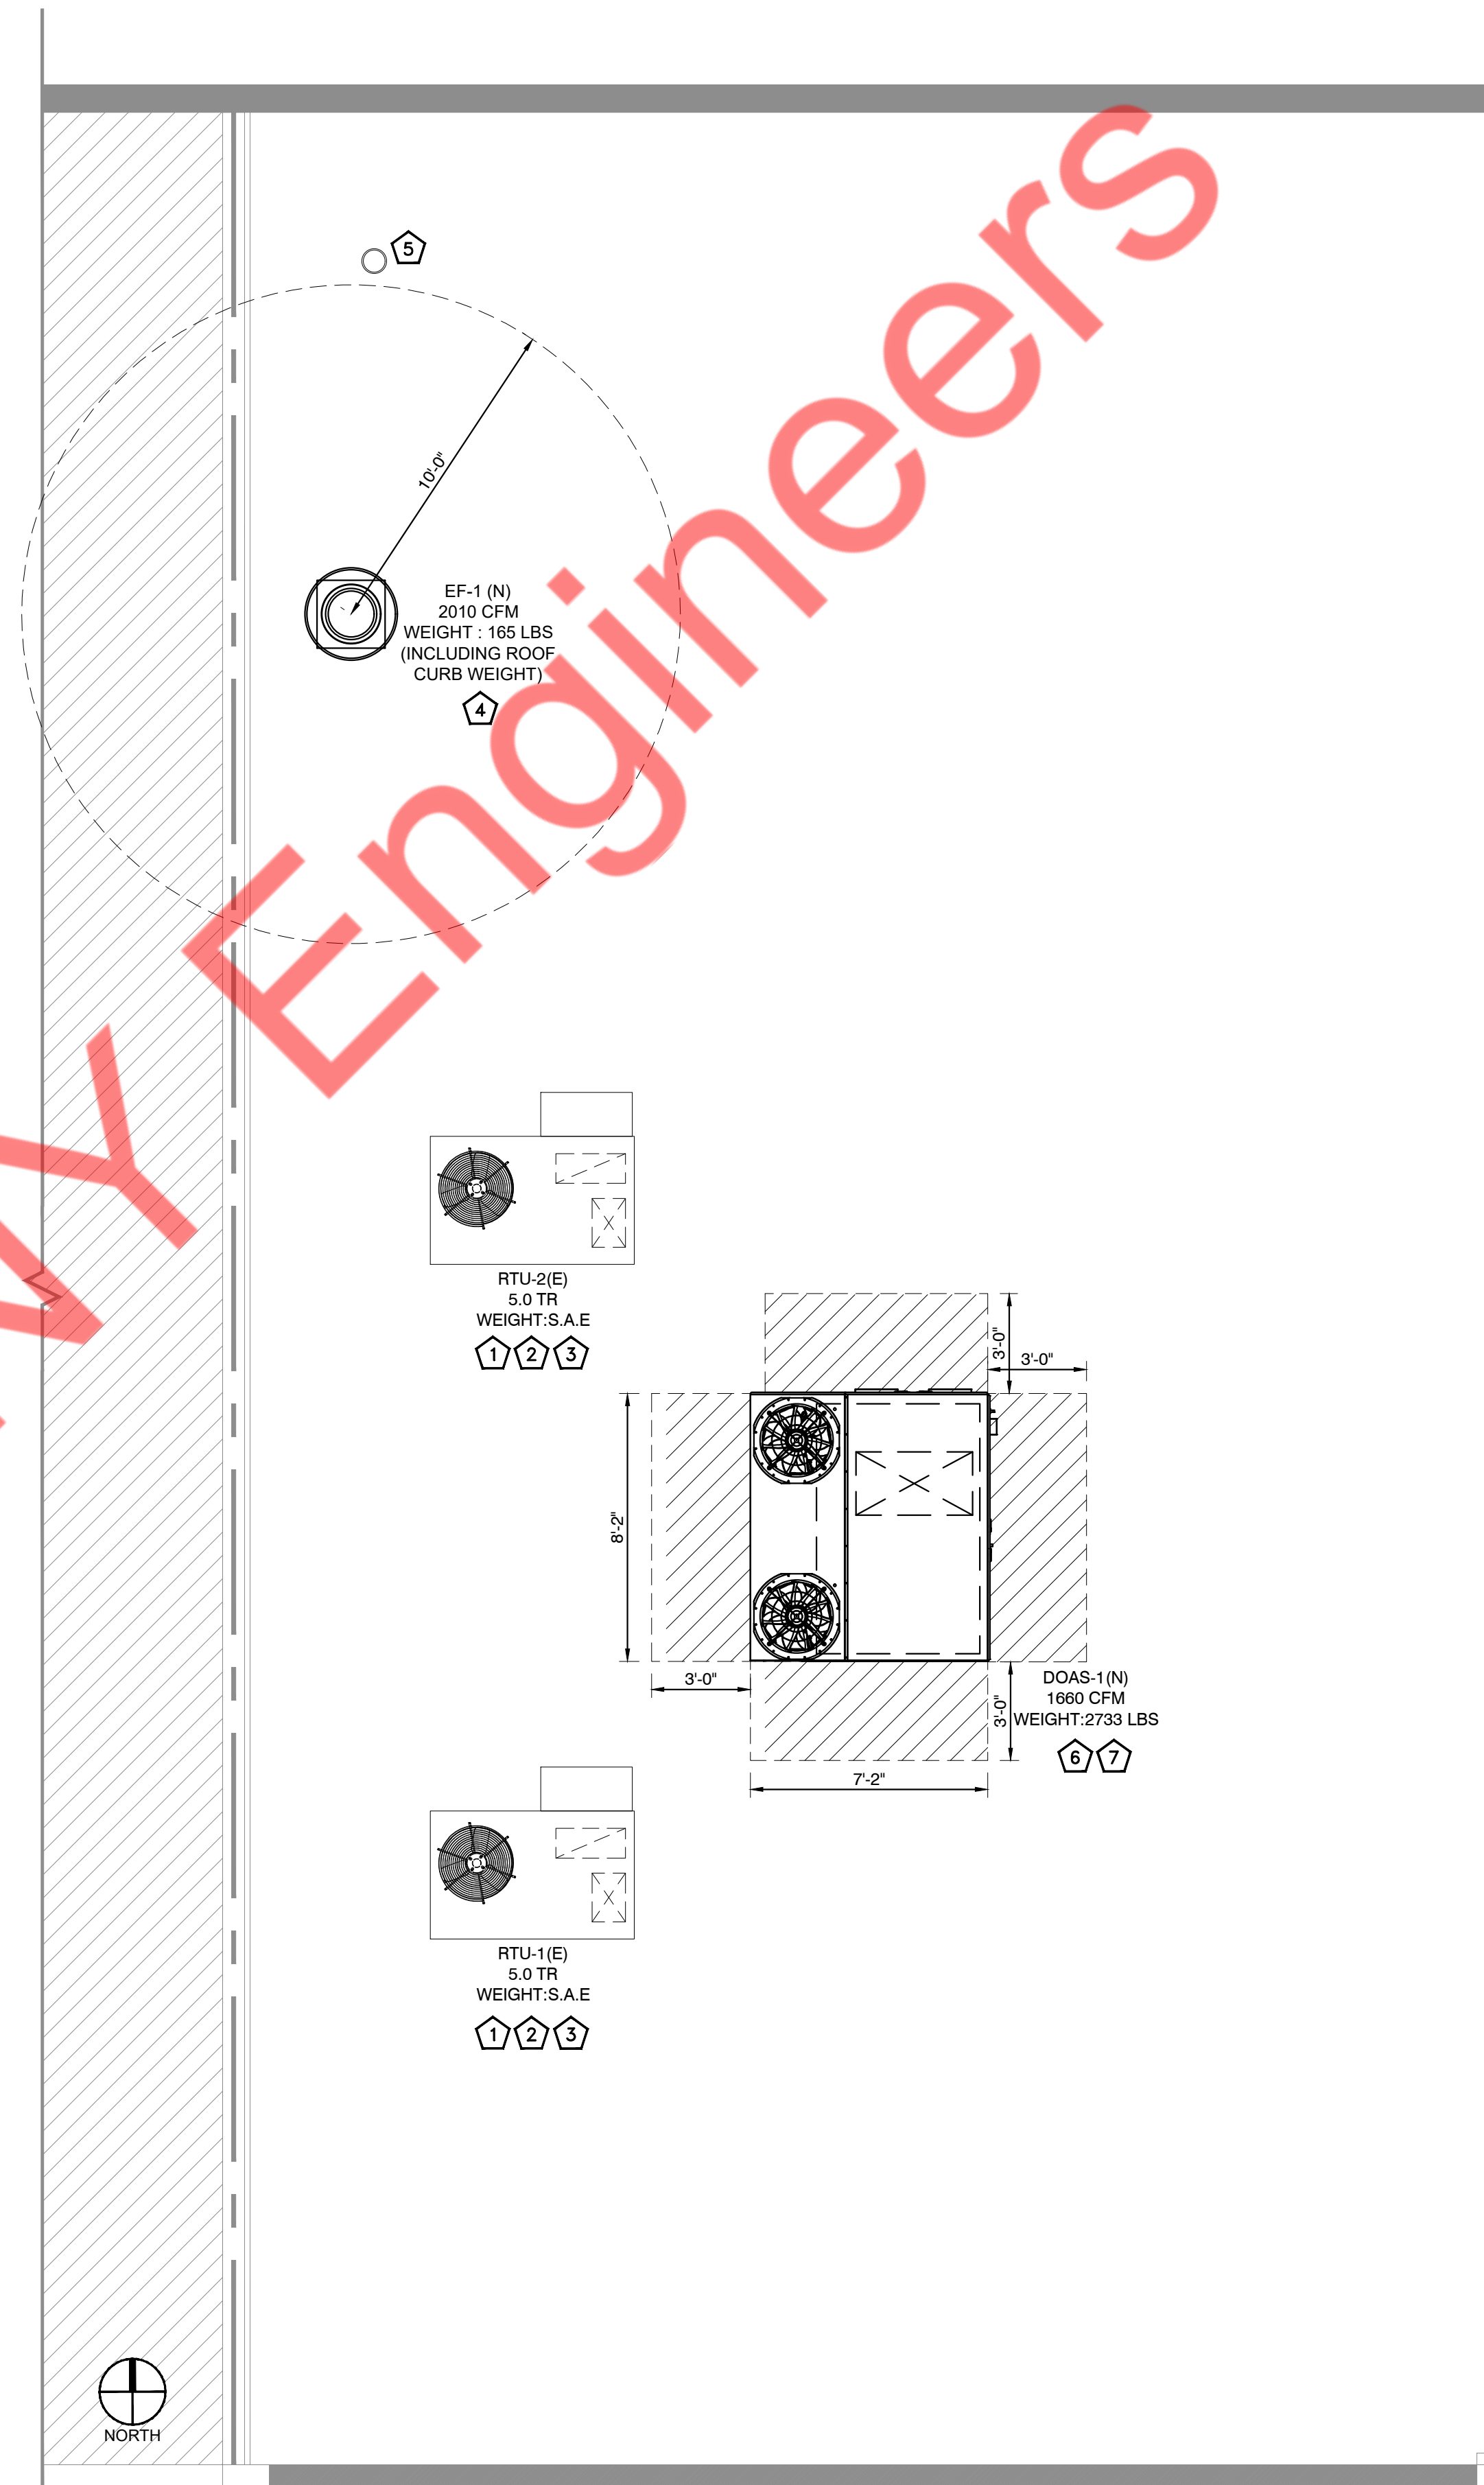 5
10'-0"
EF-1 (N)
2010 CFM
WEIGHT : 165 LBS
(INCLUDING ROOF
CURB WEIGHT)
4
RTU-2(E)
5.0 TR
WEIGHT:S.A.E
1 2 3
3'-0"
3'-0"
8'-2"
3'-0"
3'-0"
DOAS-1(N)
1660 CFM
WEIGHT:2733 LBS
6 7
7'-2"
RTU-1(E)
5.0 TR
WEIGHT:S.A.E
1 2 3
NORTH
Y Engineers